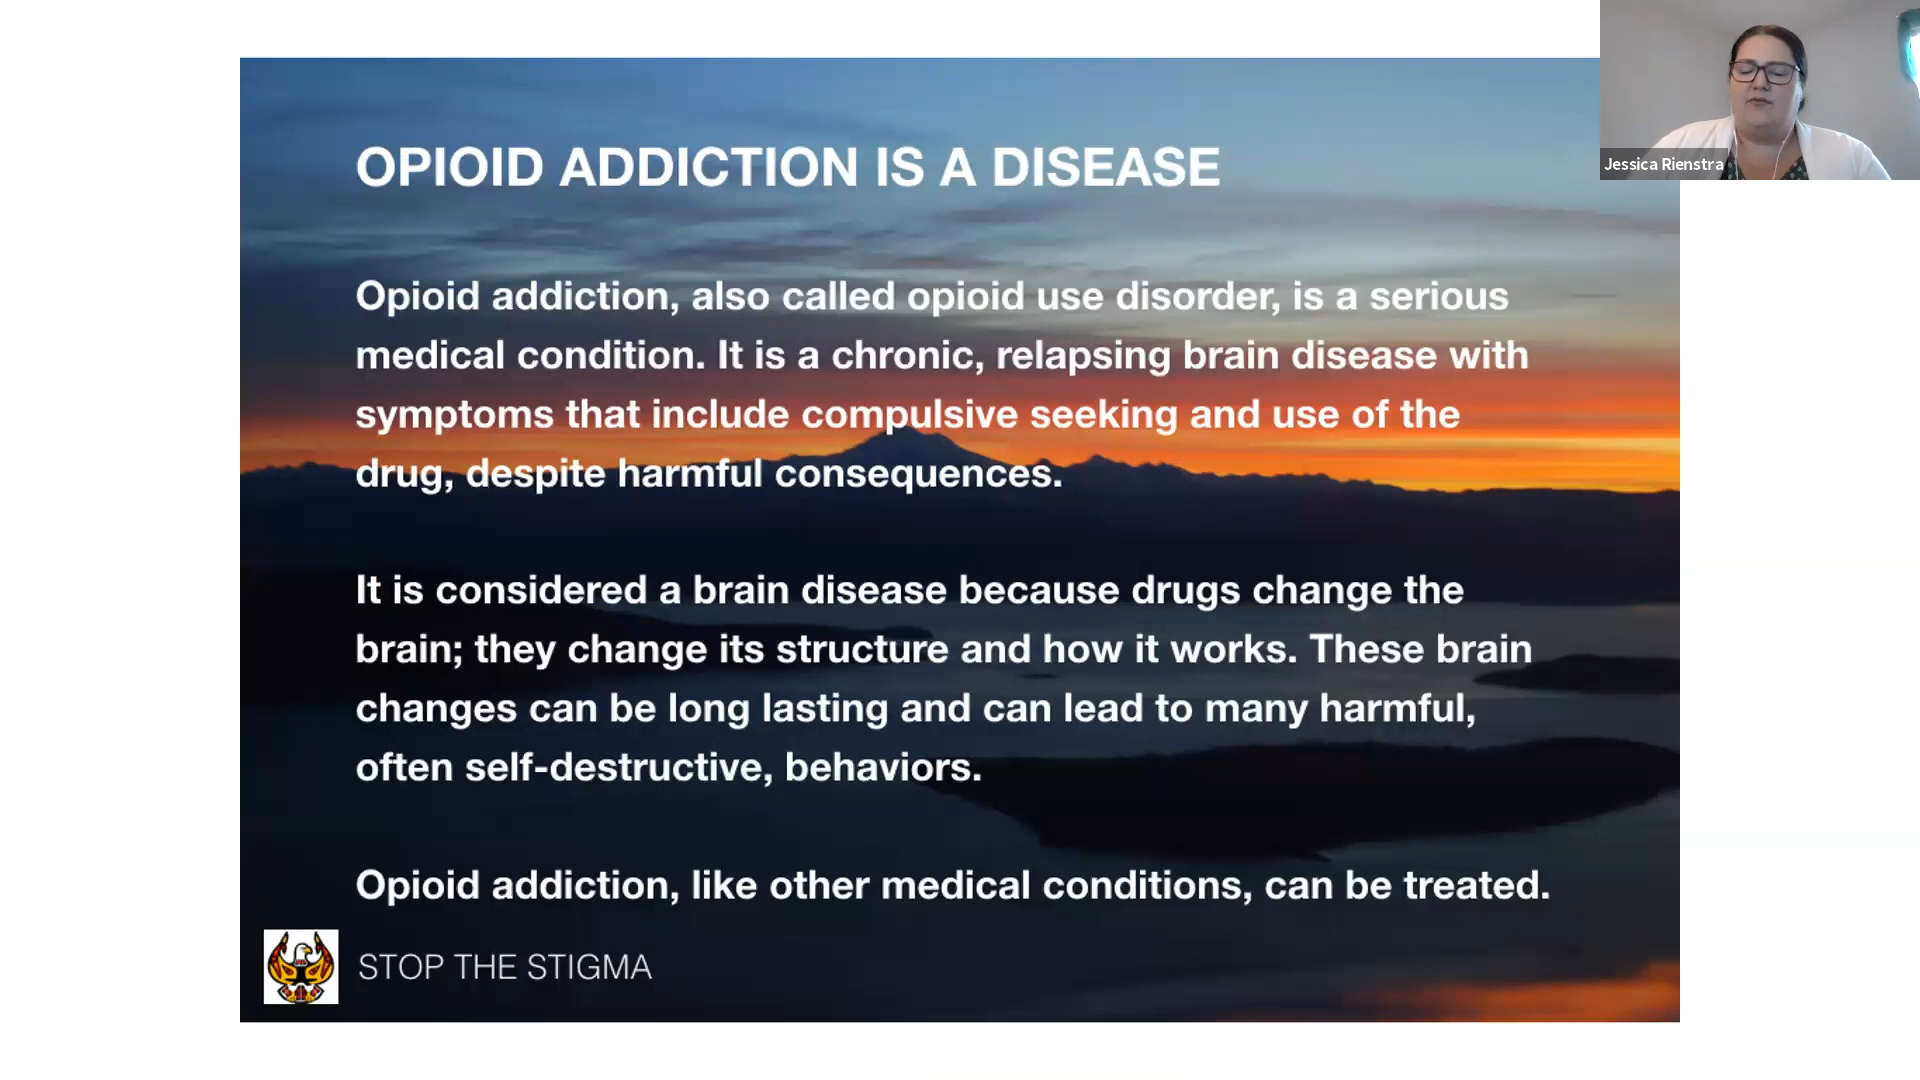 OPIOID ADDICTION IS A DISEASE
Opioid addiction, also called opioid use disorder, is a serious
medical condition. It is a chronic, relapsing brain disease with
symptoms that include compulsive seeking and use of the
drug, despite harmful consequences.
It is considered a brain disease because drugs change the
brain; they change its structure and how it works. These brain
changes can be long lasting and can lead to many harmful,
often self-destructive, behaviors.
Opioid addiction, like other medical conditions, can be treated.
STOP THE STIGMA
Jessica Rienstra